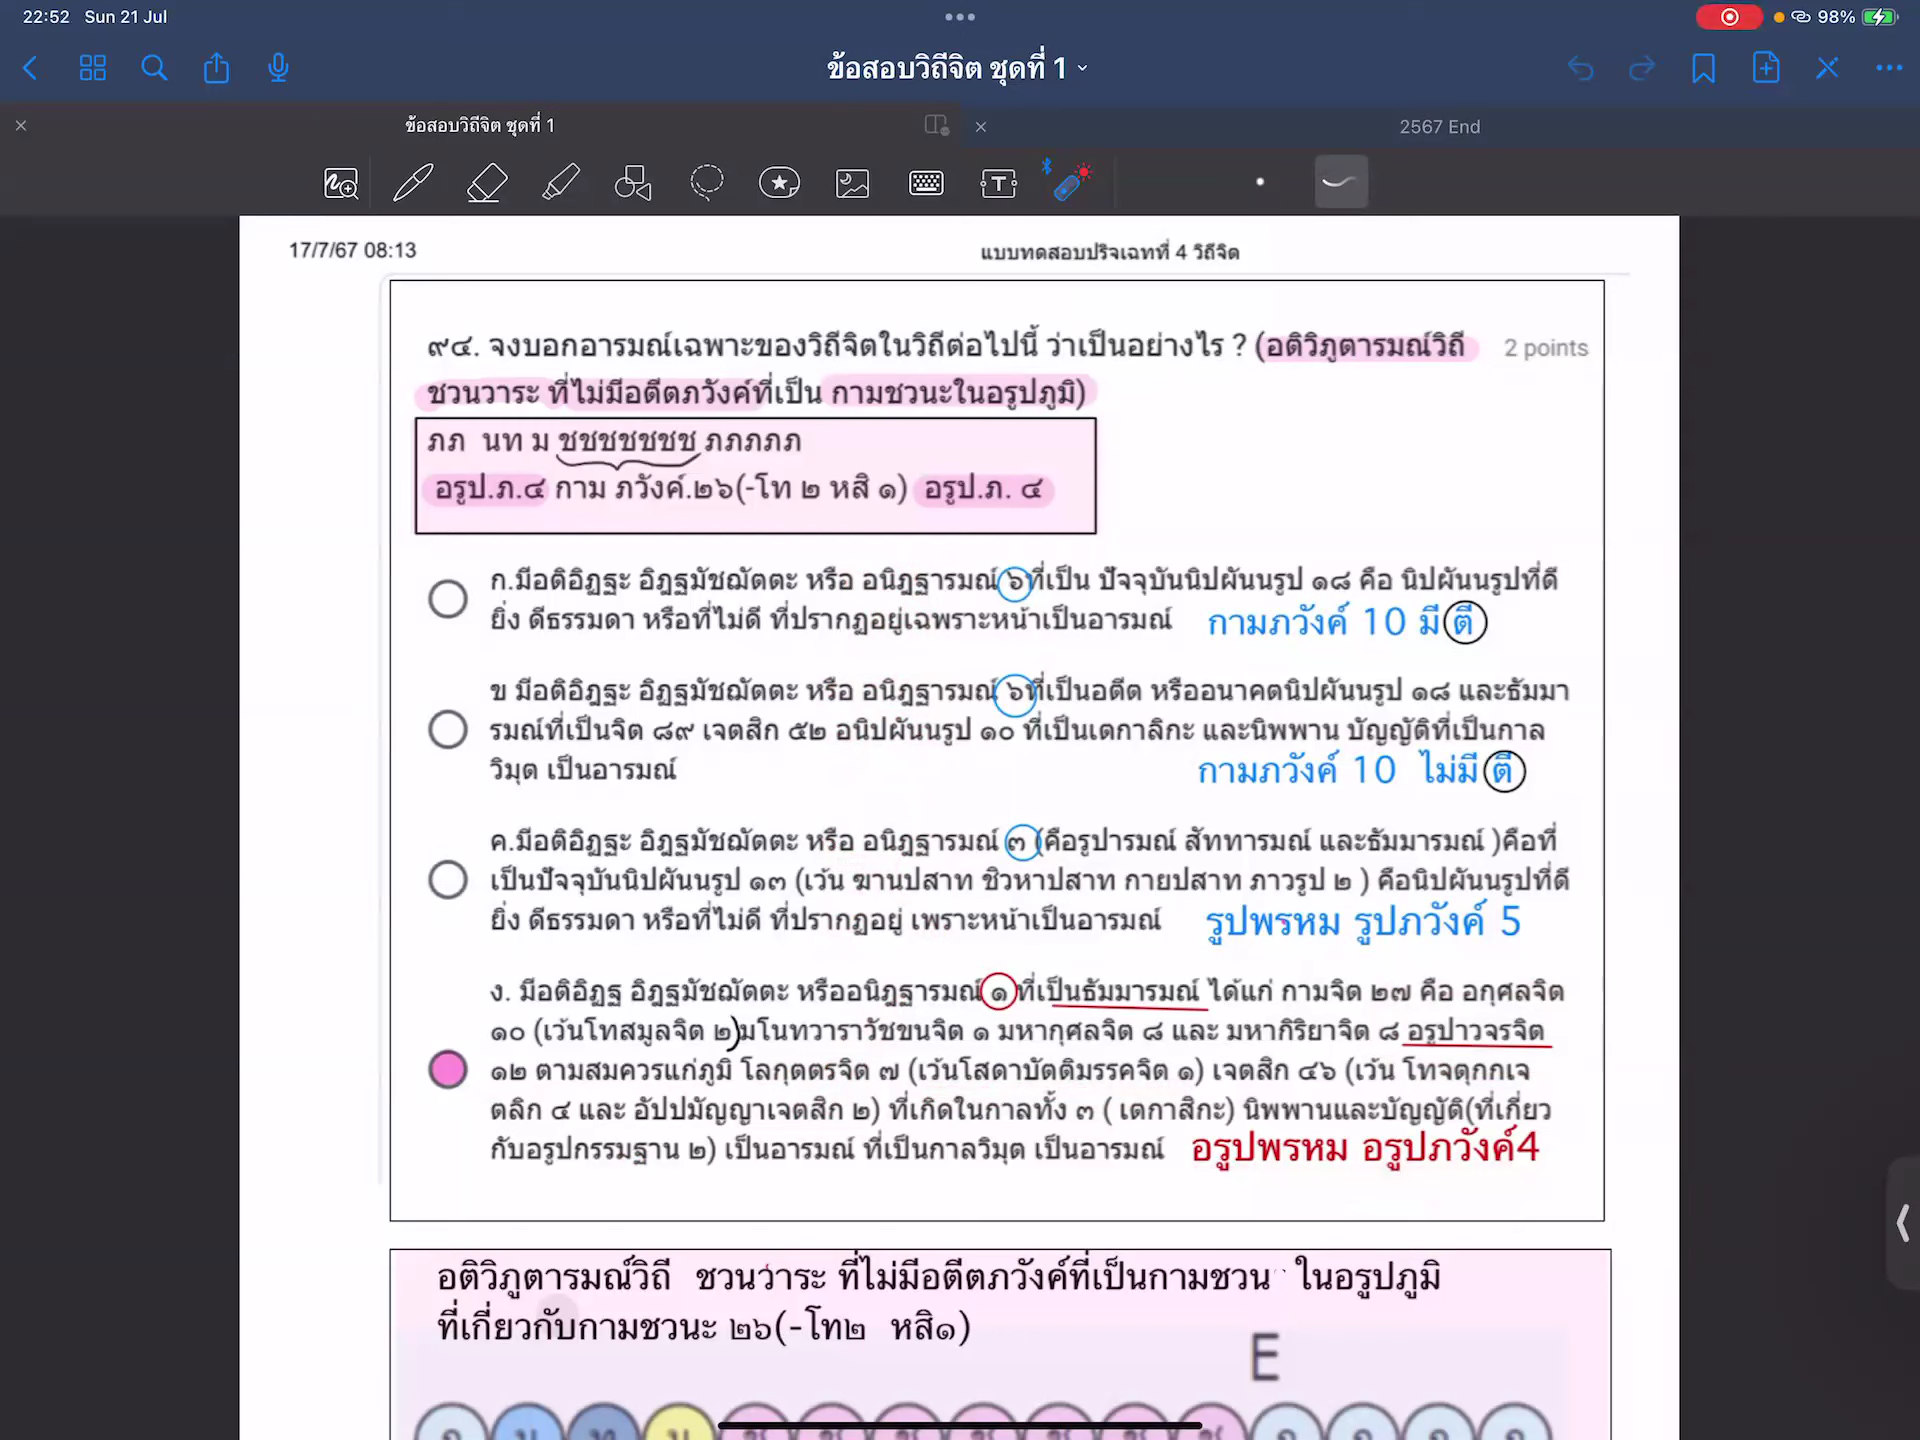 22:52 Sun 21 Jul
98%
ข้อสอบวิถีจิต ชุดที่ 1
ข้อสอบวิถีจิต ชุดที่ 1
2567 End
17/7/67 08:13
แบบทดสอบปริจเฉทที่ 4 วิถีจิต
๙๔. จงบอกอารมณ์เฉพาะของวิถีจิตในวิถีต่อไปนี้ ว่าเป็นอย่างไร ? (อติวิภูตารมณ์วิถี 2 points
ชวนวาระ ที่ไม่มีอดีตภวังค์ที่เป็น กามชวนะในอรูปภูมิ)
ภภ นท ม ชชชชชชช ภภภภภ
อรูป.ภ.๔ กาม ภวังค์.๒๖(-โท ๒ หสิ ๑) อรูป.ภ. ๔
ก.มีอติอิฏฐะ อิฏฐมัชฌัตตะ หรือ อนิฏฐารมณ์ ๖ที่เป็น ปัจจุบันนิปผันนรูป ๑๘ คือ นิปผันนรูปที่ดี
ยิ่ง ดีธรรมดา หรือที่ไม่ดี ที่ปรากฏอยู่เฉพราะหน้าเป็นอารมณ์ กามภวังค์ 10 มี ตี
ข มีอติอิฏฐะ อิฏฐมัชฌัตตะ หรือ อนิฏฐารมณ์ ๖ที่เป็นอดีต หรืออนาคตนิปผันนรูป ๑๘ และธัมมา
รมณ์ที่เป็นจิต ๘๙ เจตสิก ๕๒ อนิปผันนรูป ๑๐ ที่เป็นเตกาลิกะ และนิพพาน บัญญัติที่เป็นกาล
วิมุต เป็นอารมณ์ กามภวังค์ 10 ไม่มี ตี
ค.มีอติอิฏฐะ อิฏฐมัชฌัตตะ หรือ อนิฏฐารมณ์ ๓ (คือรูปารมณ์ สัททารมณ์ และธัมมารมณ์ )คือที่
เป็นปัจจุบันนิปผันนรูป ๑๓ (เว้น ฆานปสาท ชิวหาปสาท กายปสาท ภาวรูป ๒ ) คือนิปผันนรูปที่ดี
ยิ่ง ดีธรรมดา หรือที่ไม่ดี ที่ปรากฏอยู่ เพราะหน้าเป็นอารมณ์ รูปพรหม รูปภวังค์ 5
ง. มีอติอิฏฐ อิฏฐมัชฌัตตะ หรืออนิฏฐารมณ์ ๑ ที่เป็นธัมมารมณ์ ได้แก่ กามจิต ๒๗ คือ อกุศลจิต
๑๐ (เว้นโทสมูลจิต ๒)มโนทวาราวัชชนจิต ๑ มหากุศลจิต ๘ และ มหากิริยาจิต ๘ อรูปาวจรจิต
๑๒ ตามสมควรแก่ภูมิ โลกุตตรจิต ๗ (เว้นโสดาบัตติมรรคจิต ๑) เจตสิก ๔๖ (เว้น โทจตุกกเจ
ตลิก ๔ และ อัปปมัญญาเจตสิก ๒) ที่เกิดในกาลทั้ง ๓ ( เตกาสิกะ) นิพพานและบัญญัติ(ที่เกี่ยว
กับอรูปกรรมฐาน ๒) เป็นอารมณ์ ที่เป็นกาลวิมุต เป็นอารมณ์ อรูปพรหม อรูปภวังค์4
อติวิภูตารมณ์วิถี ชวนวาระ ที่ไม่มีอตีตภวังค์ที่เป็นกามชวน ในอรูปภูมิ
ที่เกี่ยวกับกามชวนะ ๒๖(-โท๒ หสิ๑)
E